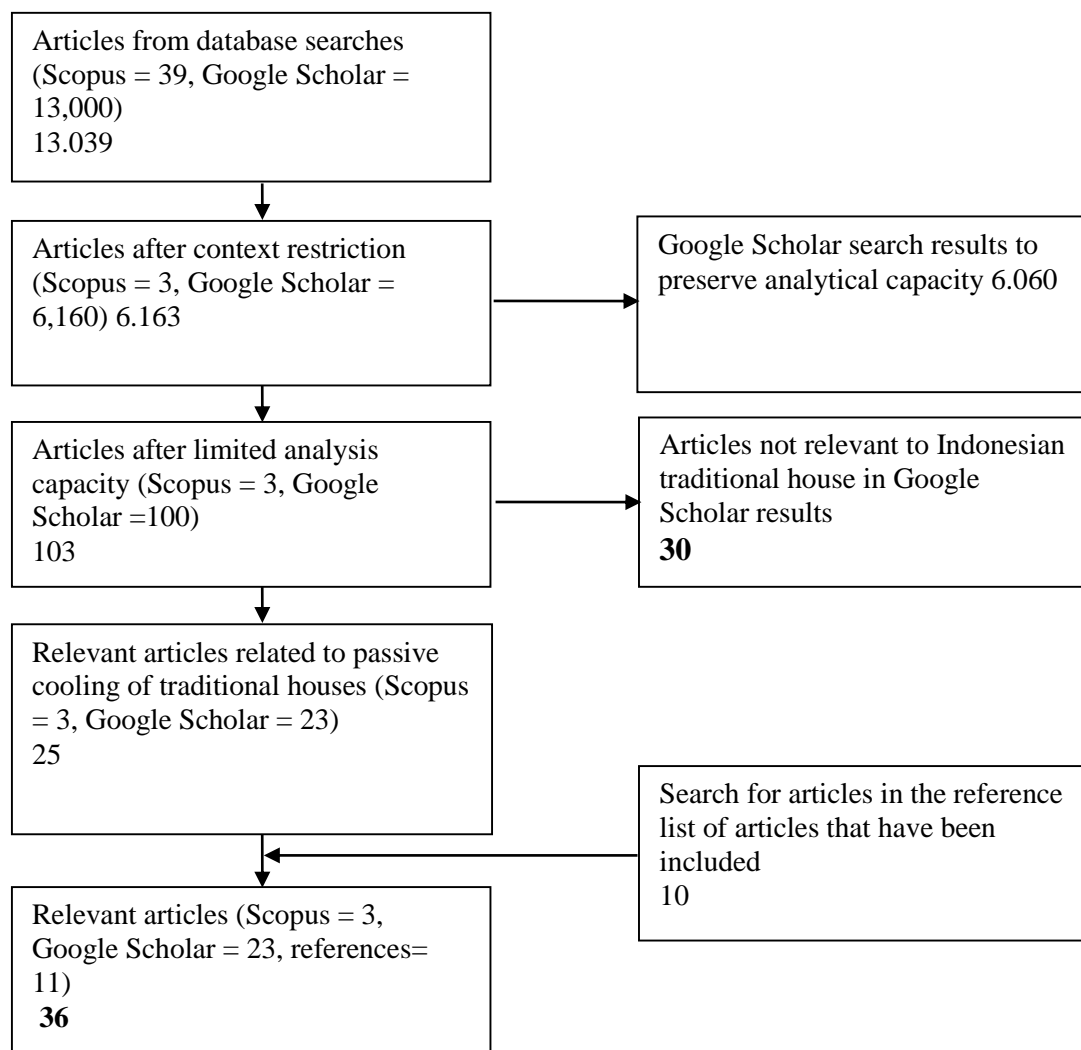 Articles from database searches
(Scopus = 39, Google Scholar =
13,000)
13.039
Articles after context restriction
(Scopus = 3, Google Scholar =
6,160) 6.163
Google Scholar search results to
preserve analytical capacity 6.060
Articles after limited analysis
capacity (Scopus = 3, Google
Scholar =100)
103
Articles not relevant to Indonesian
traditional house in Google
Scholar results
30
Relevant articles related to passive
cooling of traditional houses (Scopus
= 3, Google Scholar = 23)
25
Search for articles in the reference
list of articles that have been
included
10
Relevant articles (Scopus = 3,
Google Scholar = 23, references=
11)
36